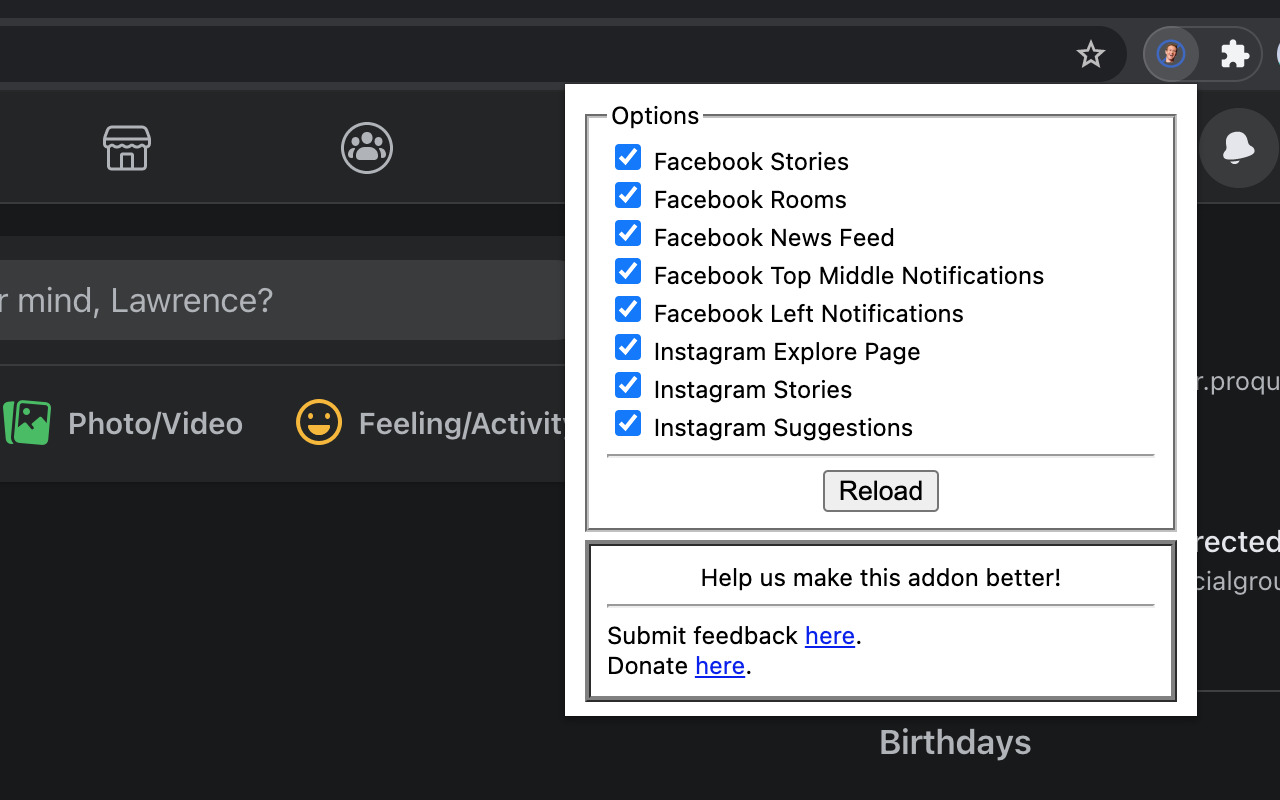 Options
Facebook Stories
Facebook Rooms
Facebook News Feed
Facebook Top Middle Notifications
Facebook Left Notifications
Instagram Explore Page
Instagram Stories
Instagram Suggestions
Reload
Help us make this addon better!
Submit feedback here.
Donate here.
r mind, Lawrence?
Photo/Video
Feeling/Activity
r.proqu
rected
cialgrou
Birthdays